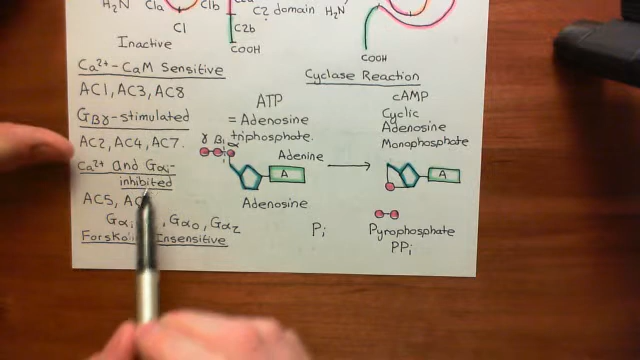 H₂N
C1a
C1b
C1
Inactive
C2 domain H₂N
C2b
COOH
COOH
Ca²⁺-CaM Sensitive
AC1, AC3, AC8
Gβγ-stimulated
AC2, AC4, AC7.
Ca²⁺ and Gαi-
inhibited
AC5,
Gαi , Gαo, Gαz
Insensitive
Cyclase Reaction
ATP
= Adenosine
triphosphate.
γ β α
Adenine
A
Adenosine
Pi
cAMP
Cyclic
Adenosine
Monophosphate
A
Pyrophosphate
PPi